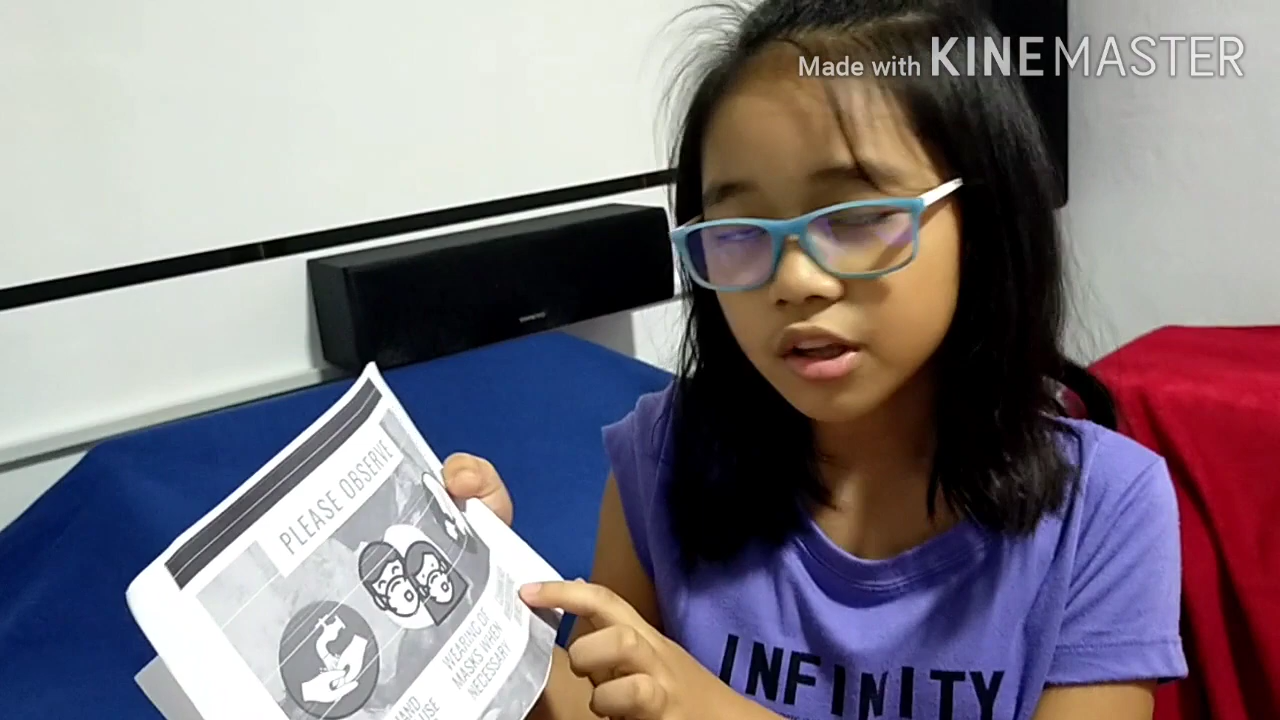 Made with KINEMASTER
PLEASE OBSERVE
WEARING OF
MASKS WHEN
NECESSARY
INFINITY